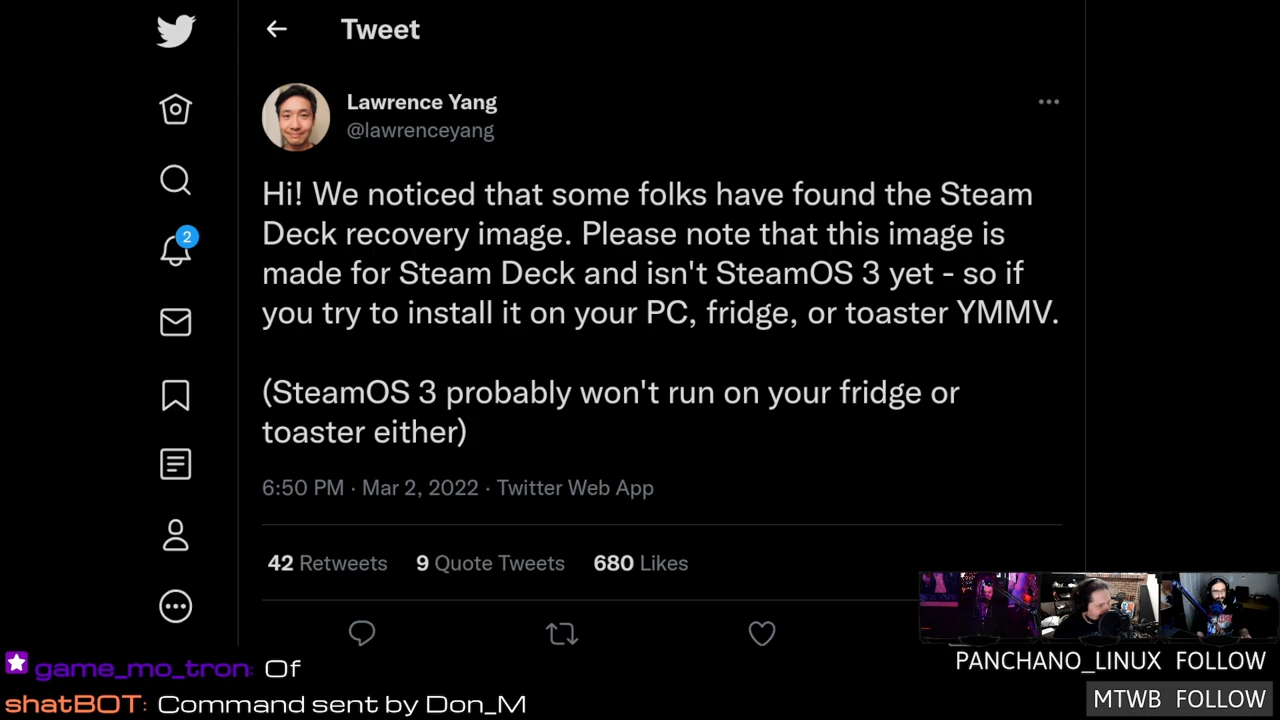 Tweet
Lawrence Yang
@lawrenceyang
Hi! We noticed that some folks have found the Steam
Deck recovery image. Please note that this image is
made for Steam Deck and isn't SteamOS 3 yet - so if
you try to install it on your PC, fridge, or toaster YMMV.
(SteamOS 3 probably won't run on your fridge or
toaster either)
6:50 PM · Mar 2, 2022 · Twitter Web App
42 Retweets 9 Quote Tweets 680 Likes
2
game_mo_tron: Of
shatBOT: Command sent by Don_M
PANCHANO_LINUX FOLLOW
MTWB FOLLOW